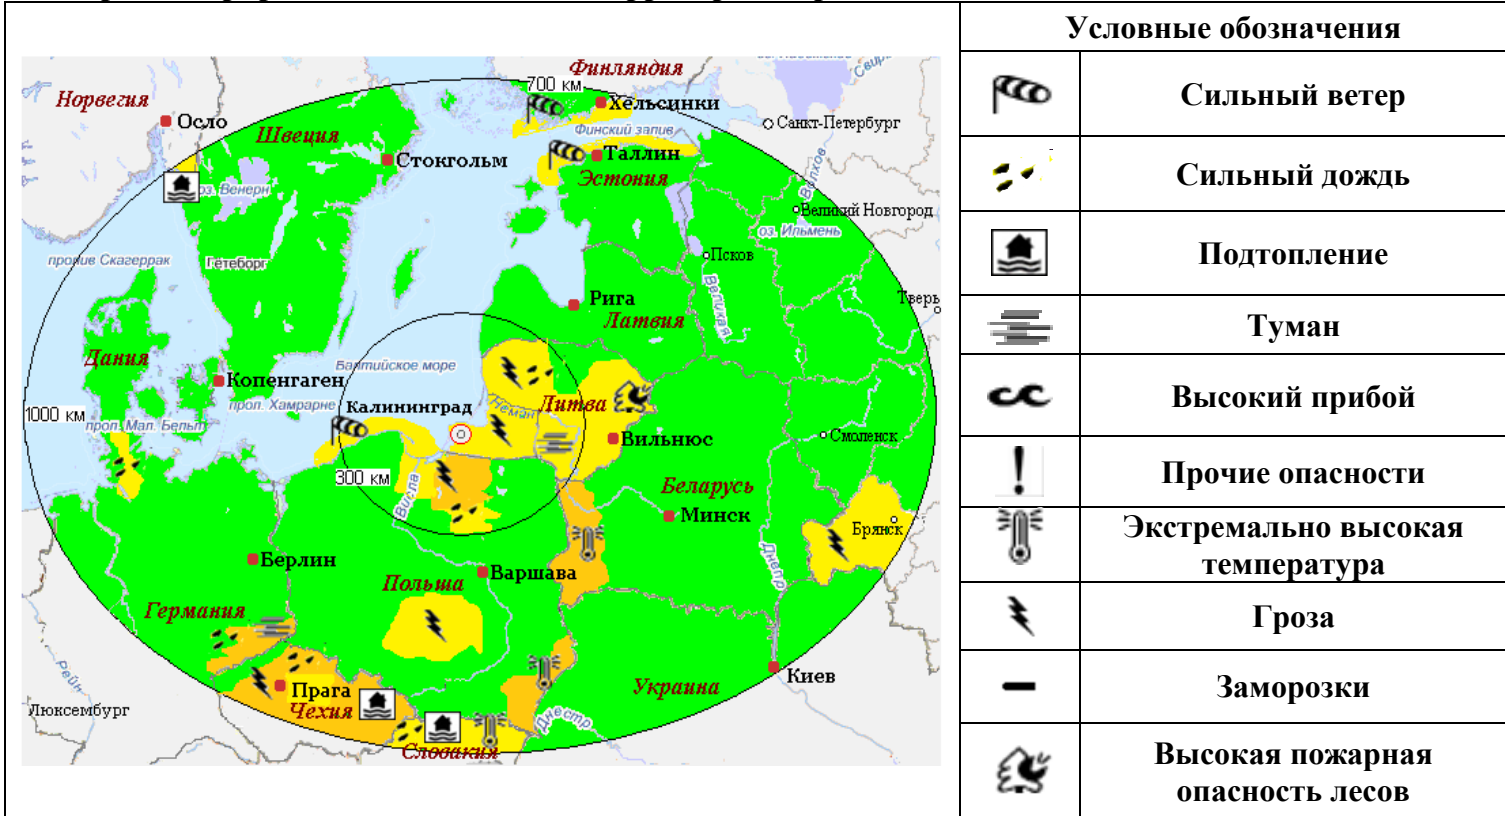 Условные обозначения
Сильный ветер
Сильный дождь
Подтопление
Туман
Высокий прибой
Прочие опасности
Экстремально высокая
температура
Гроза
Заморозки
Высокая пожарная
опасность лесов
Финляндия
700 км
Хельсинки
Норвегия
Осло
Швеция
Финский запив
Санкт-Петербург
Свирь
Стокгольм
Таллин
Эстония
Волхов
оз. Венерн
Великий Новгород
оз. Ильмень
пролив Скагеррак
Гётеборг
Псков
Великая
Рига
Латвия
Тверь
Дания
Балтийское море
Копенгаген
1000 км
прол. Хамрарне
Калининград
Неман
Литва
прол. Мал. Бельт
Вильнюс
Смоленск
300 км
Висла
Беларусь
Минск
Брянск
Берлин
Варшава
Польша
Днепр
Германия
Рейн
Прага
Чехия
Украина
Киев
Люксембург
Днестр
Словакия